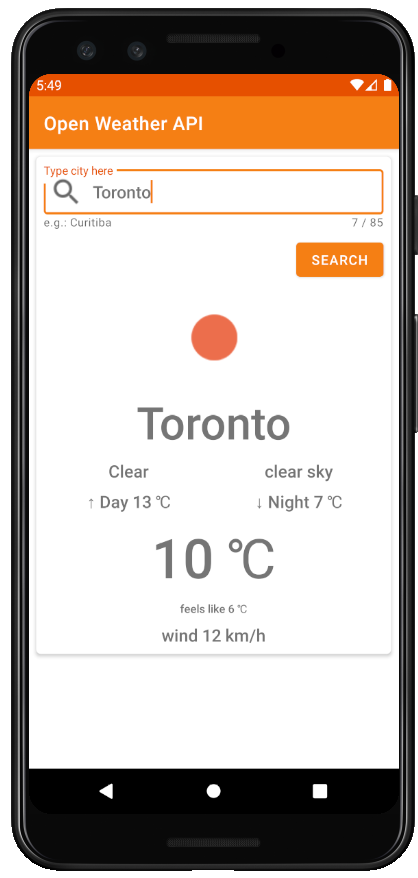 5:49
Open Weather API
Type city here
Toronto
e.g.: Curitiba 7 / 85
SEARCH
Toronto
Clear clear sky
↑ Day 13 ℃ ↓ Night 7 ℃
10 ℃
feels like 6 ℃
wind 12 km/h